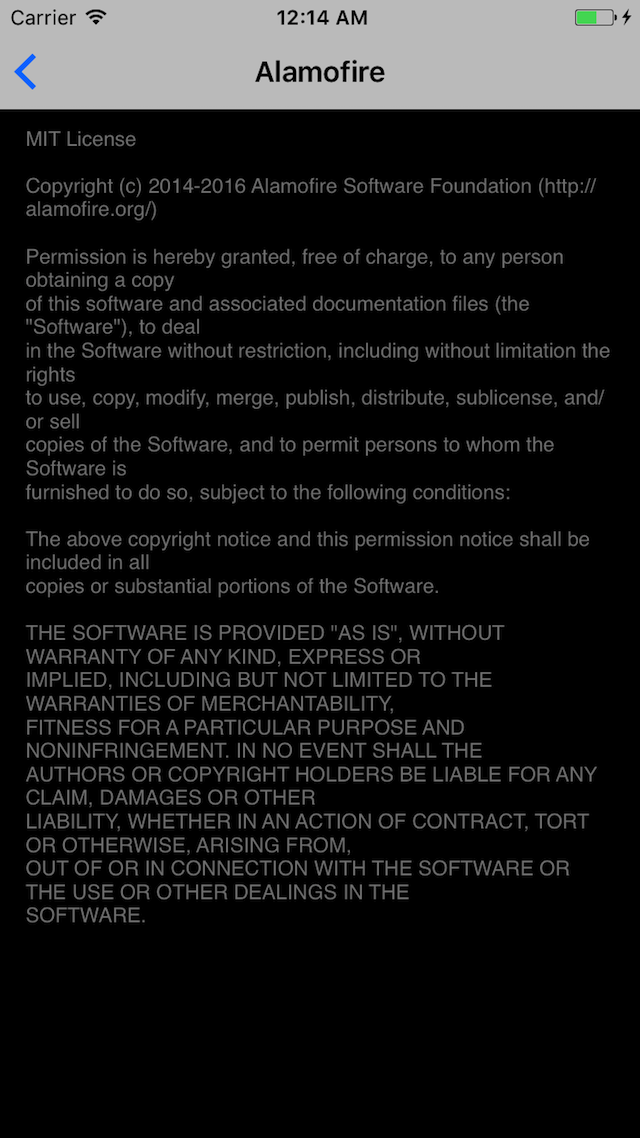 Carrier 12:14 AM
Alamofire
MIT License
Copyright (c) 2014-2016 Alamofire Software Foundation (http://
alamofire.org/)
Permission is hereby granted, free of charge, to any person
obtaining a copy
of this software and associated documentation files (the
"Software"), to deal
in the Software without restriction, including without limitation the
rights
to use, copy, modify, merge, publish, distribute, sublicense, and/
or sell
copies of the Software, and to permit persons to whom the
Software is
furnished to do so, subject to the following conditions:
The above copyright notice and this permission notice shall be
included in all
copies or substantial portions of the Software.
THE SOFTWARE IS PROVIDED "AS IS", WITHOUT
WARRANTY OF ANY KIND, EXPRESS OR
IMPLIED, INCLUDING BUT NOT LIMITED TO THE
WARRANTIES OF MERCHANTABILITY,
FITNESS FOR A PARTICULAR PURPOSE AND
NONINFRINGEMENT. IN NO EVENT SHALL THE
AUTHORS OR COPYRIGHT HOLDERS BE LIABLE FOR ANY
CLAIM, DAMAGES OR OTHER
LIABILITY, WHETHER IN AN ACTION OF CONTRACT, TORT
OR OTHERWISE, ARISING FROM,
OUT OF OR IN CONNECTION WITH THE SOFTWARE OR
THE USE OR OTHER DEALINGS IN THE
SOFTWARE.